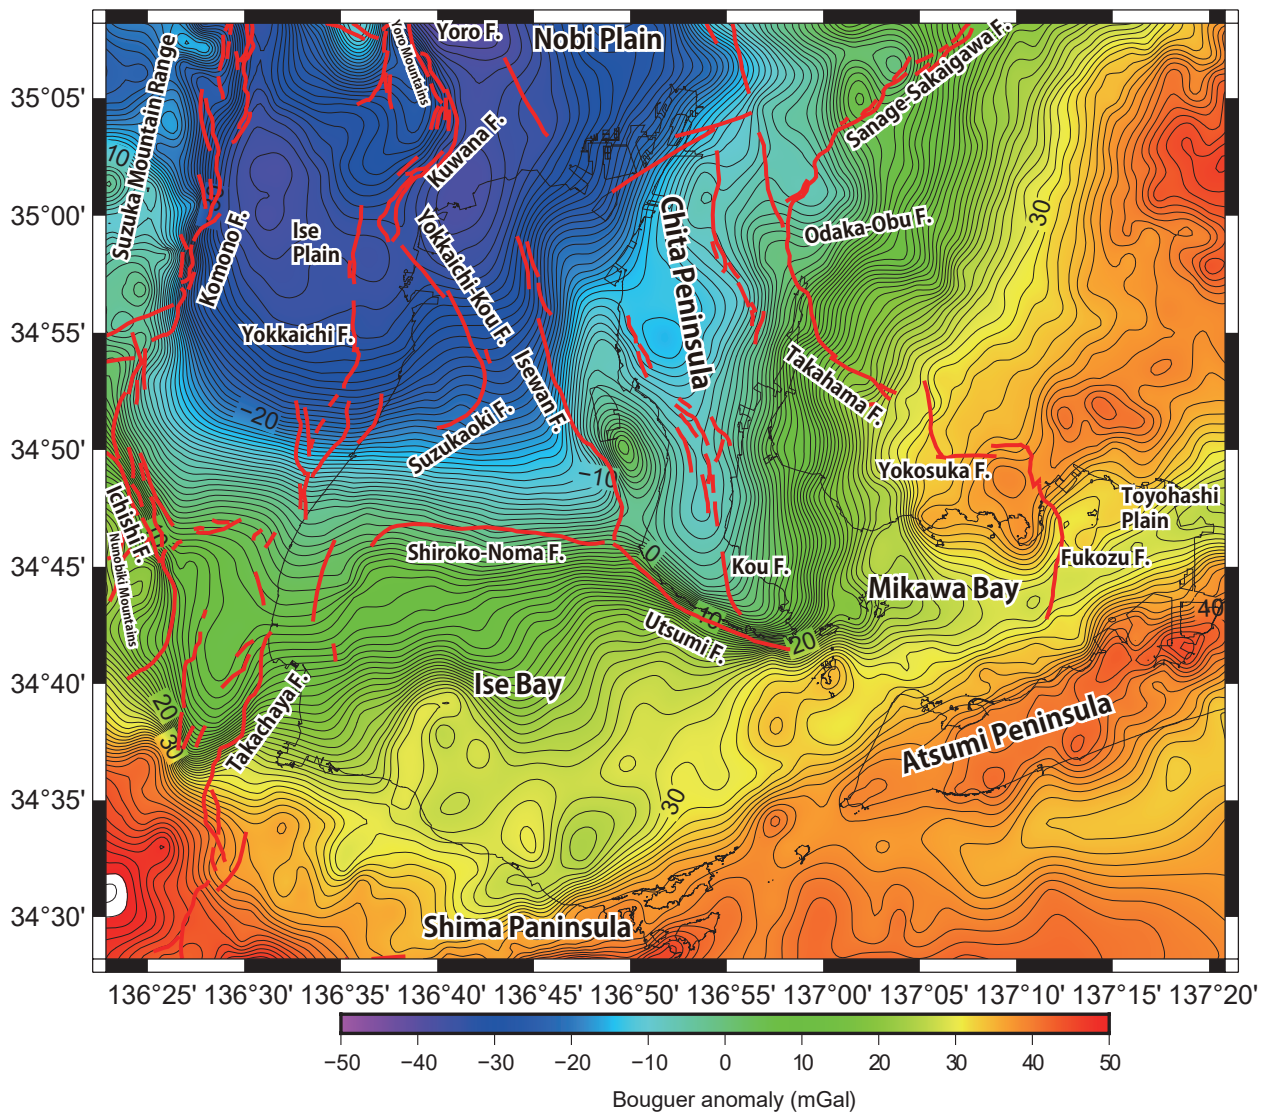 Yoro F.
Nobi Plain
Yoro Mountains
Sanage-Sakaigawa F.
Suzuka Mountain Range
35°05'
10
Kuwana F.
35°00'
30
Komono F.
Ise
Plain
Yokkaichi-Kou F.
Chita Peninsula
Odaka-Obu F.
34°55'
Yokkaichi F.
Isewan F.
Takahama F.
−20
34°50'
Suzukaoki F.
−10
Yokosuka F.
Toyohashi
Plain
Ichishi F.
Nunobiki Mountains
Shiroko-Noma F.
0
Kou F.
Fukozu F.
34°45'
Mikawa Bay
10
Utsumi F.
20
40
34°40'
Ise Bay
20
30
Takachaya F.
Atsumi Peninsula
34°35'
30
34°30'
Shima Paninsula
136°25' 136°30' 136°35' 136°40' 136°45' 136°50' 136°55' 137°00' 137°05' 137°10' 137°15' 137°20'
−50 −40 −30 −20 −10 0 10 20 30 40 50
Bouguer anomaly (mGal)